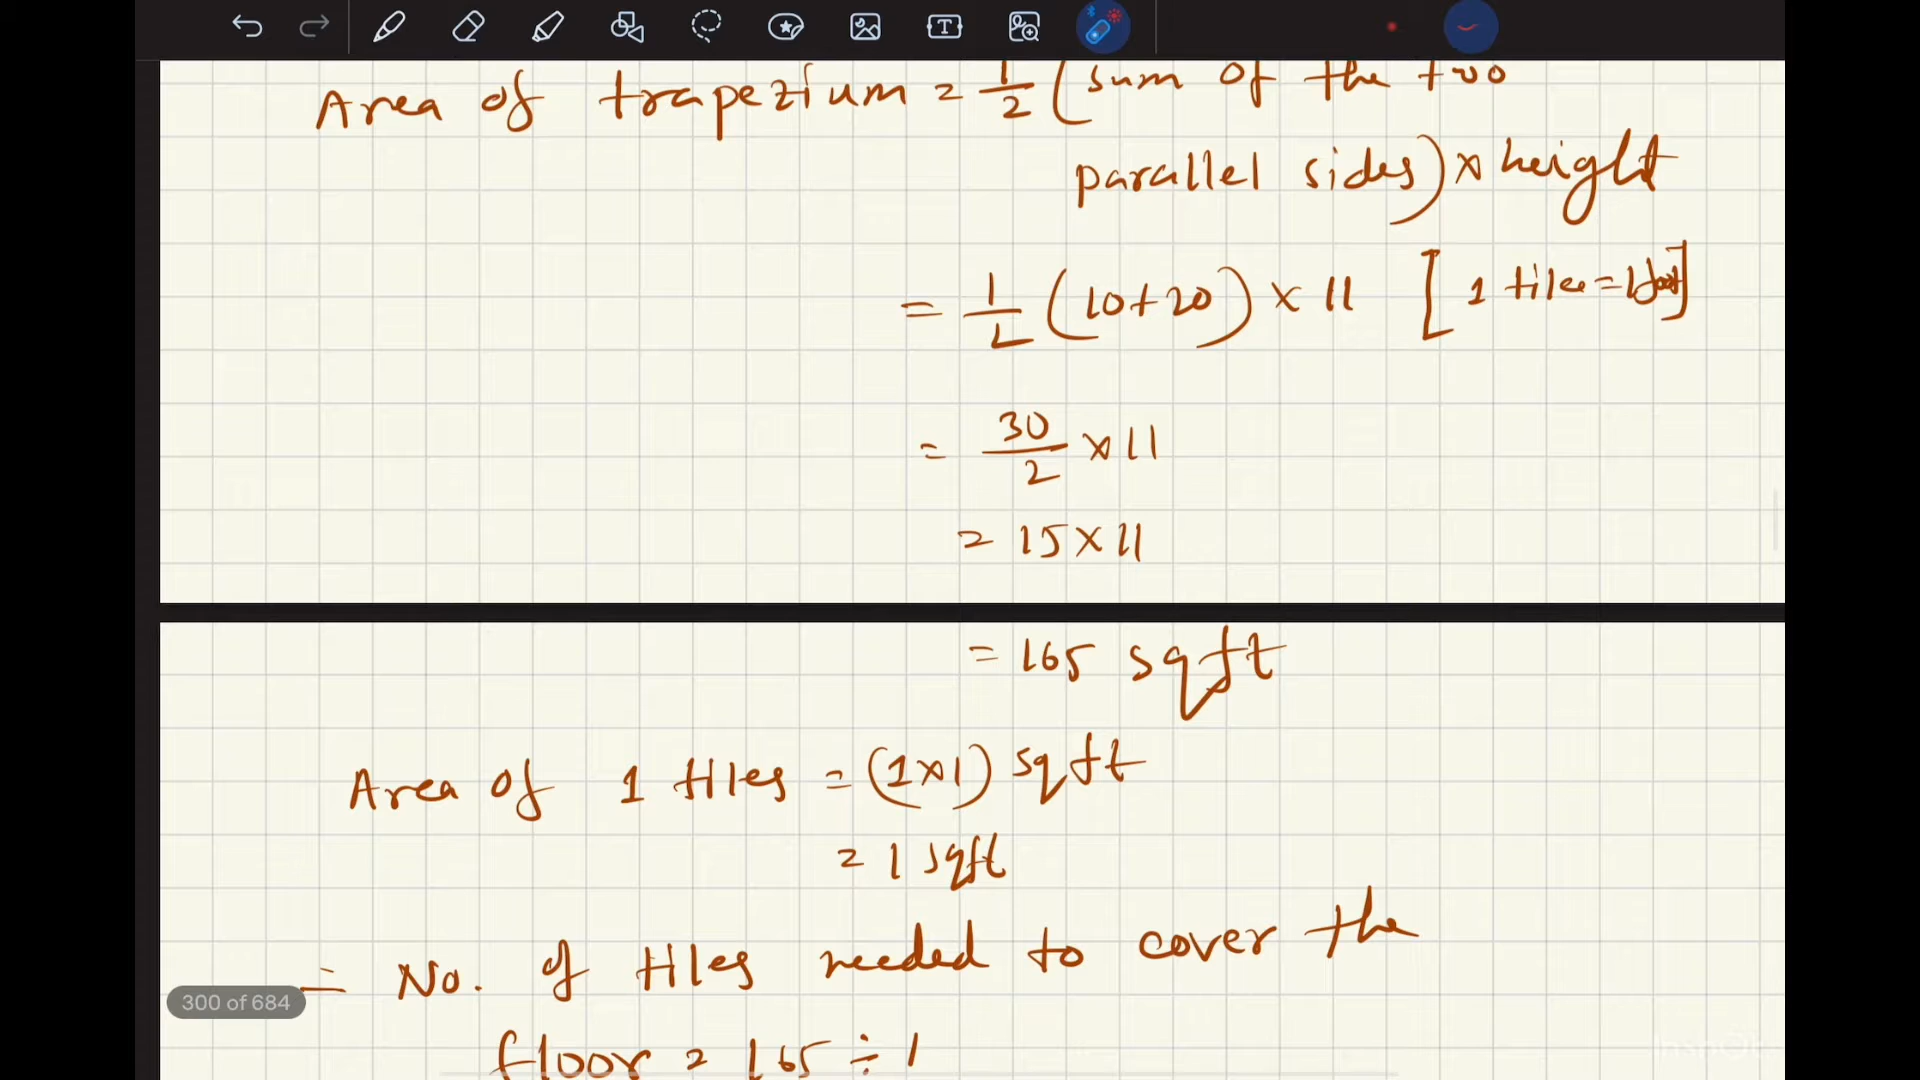 Area of trapezium = 1/2 (sum of the two
parallel sides) × height
= 1/2 (10+20) × 11 [1 tiles = 1foot]
= 30/2 × 11
= 15 × 11
= 165 sqft
Area of 1 tiles = (1×1) sqft
= 1 sqft
= No. of tiles needed to cover the
300 of 684
floor = 165 ÷ 1